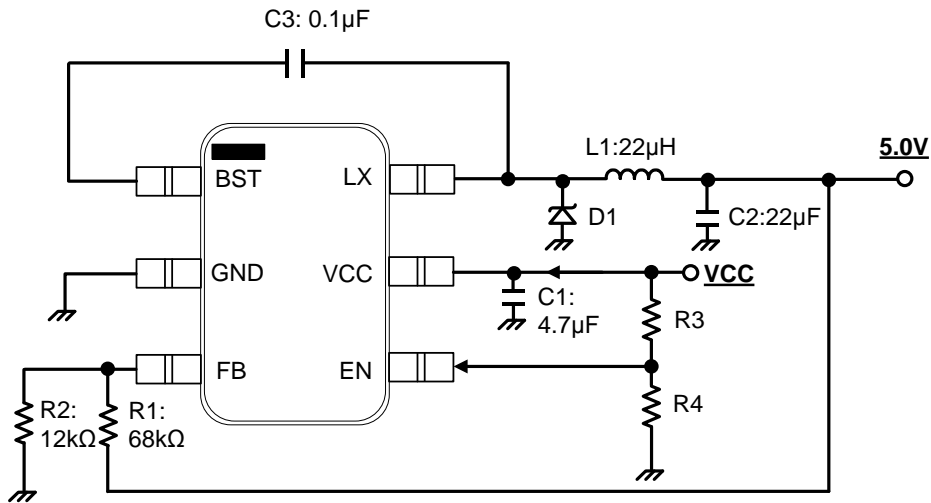 C3: 0.1µF
BST
LX
L1:22µH
5.0V
D1
C2:22µF
GND
VCC
VCC
C1:
4.7µF
R3
FB
EN
R4
R2:
12kΩ
R1:
68kΩ